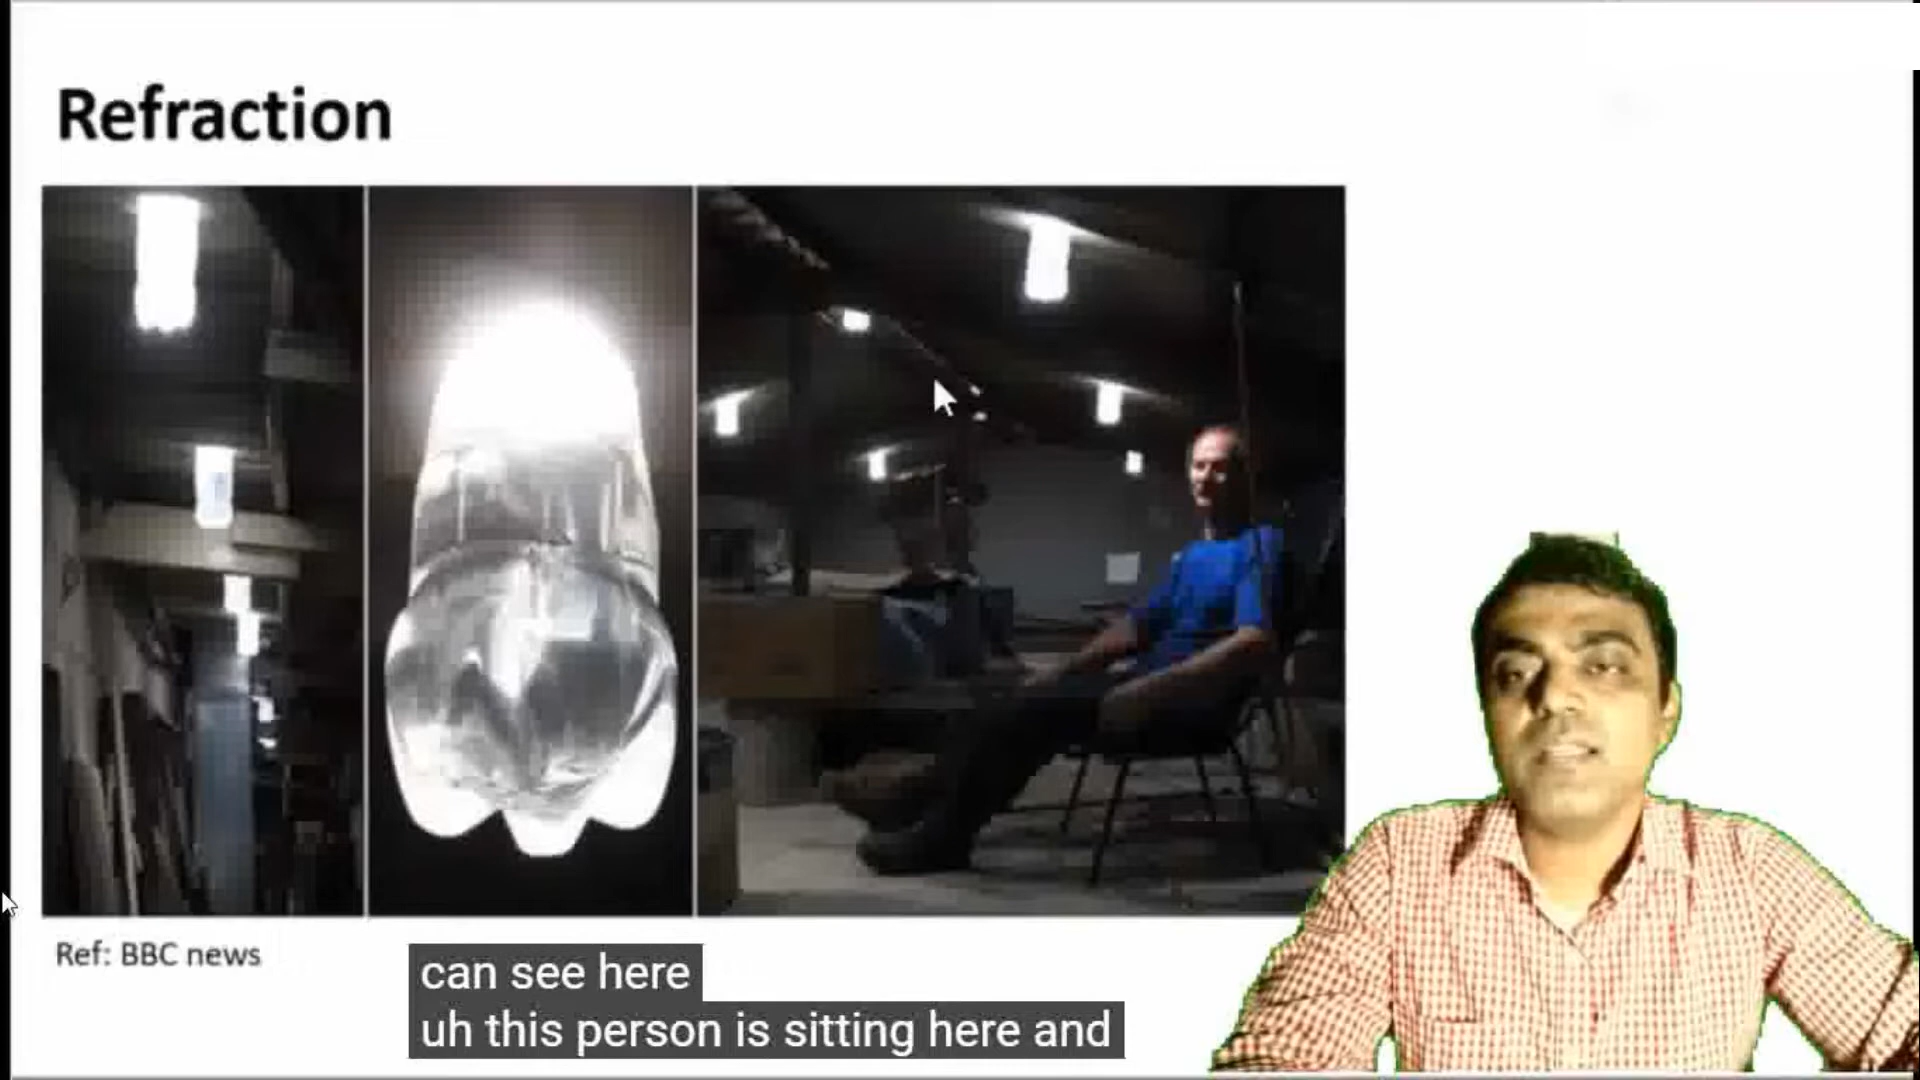 Refraction
Ref: BBC news
can see here
uh this person is sitting here and